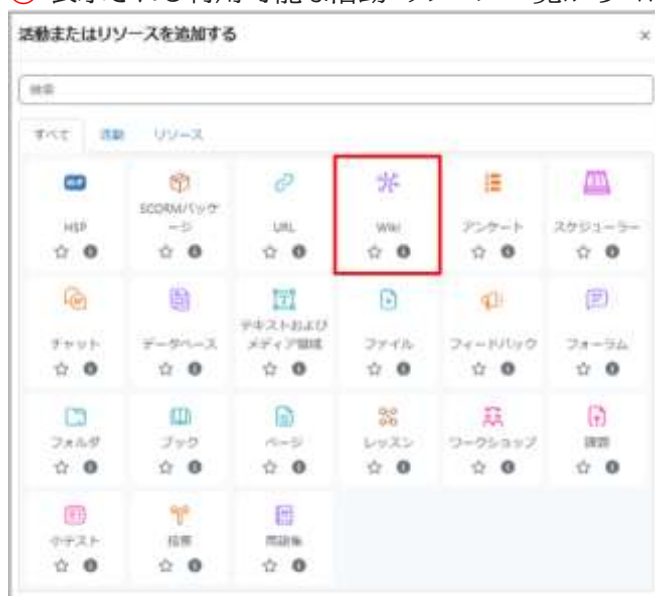 活動またはリソースを追加する ×
検索
すべて 活動 リソース
H5P
SCORMパッケージ
URL
Wiki
アンケート
スケジューラー
チャット
データベース
テキストおよびメディア領域
ファイル
フィードバック
フォーラム
フォルダ
ブック
ページ
レッスン
ワークショップ
課題
小テスト
投票
用語集